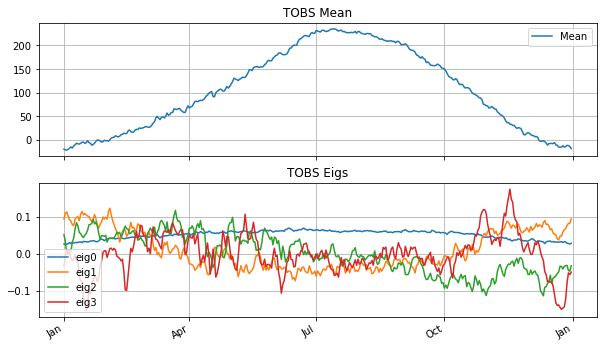 TOBS Mean
Mean
200
150
100
50
0
TOBS Eigs
0.1
0.0
−0.1
eig0
eig1
eig2
eig3
Jan
Apr
Jul
Oct
Jan